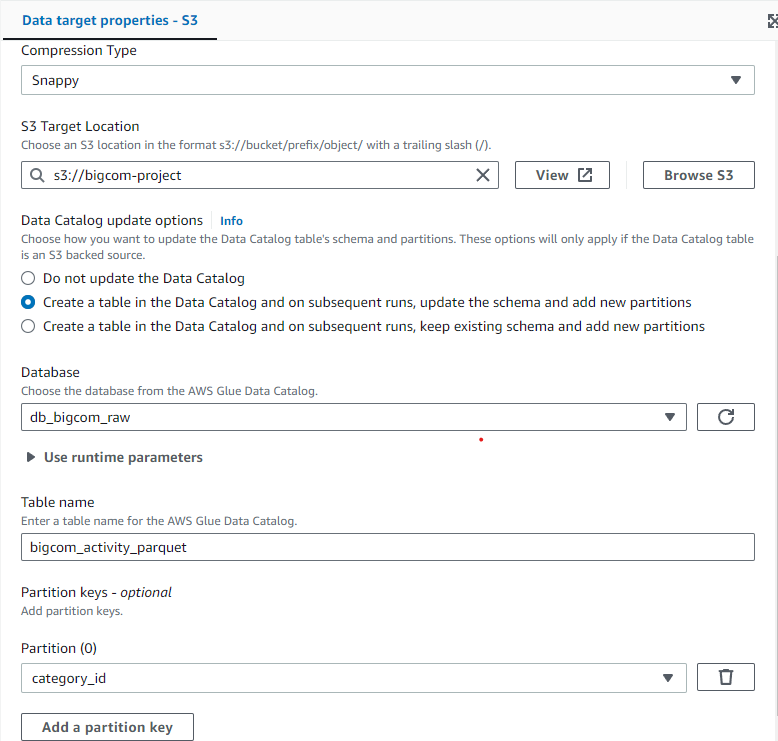 Data target properties - S3
Compression Type
Snappy
S3 Target Location
Choose an S3 location in the format s3://bucket/prefix/object/ with a trailing slash (/).
s3://bigcom-project
View
Browse S3
Data Catalog update options
Info
Choose how you want to update the Data Catalog table's schema and partitions. These options will only apply if the Data Catalog table
is an S3 backed source.
Do not update the Data Catalog
Create a table in the Data Catalog and on subsequent runs, update the schema and add new partitions
Create a table in the Data Catalog and on subsequent runs, keep existing schema and add new partitions
Database
Choose the database from the AWS Glue Data Catalog.
db_bigcom_raw
Use runtime parameters
Table name
Enter a table name for the AWS Glue Data Catalog.
bigcom_activity_parquet
Partition keys - optional
Add partition keys.
Partition (0)
category_id
Add a partition key